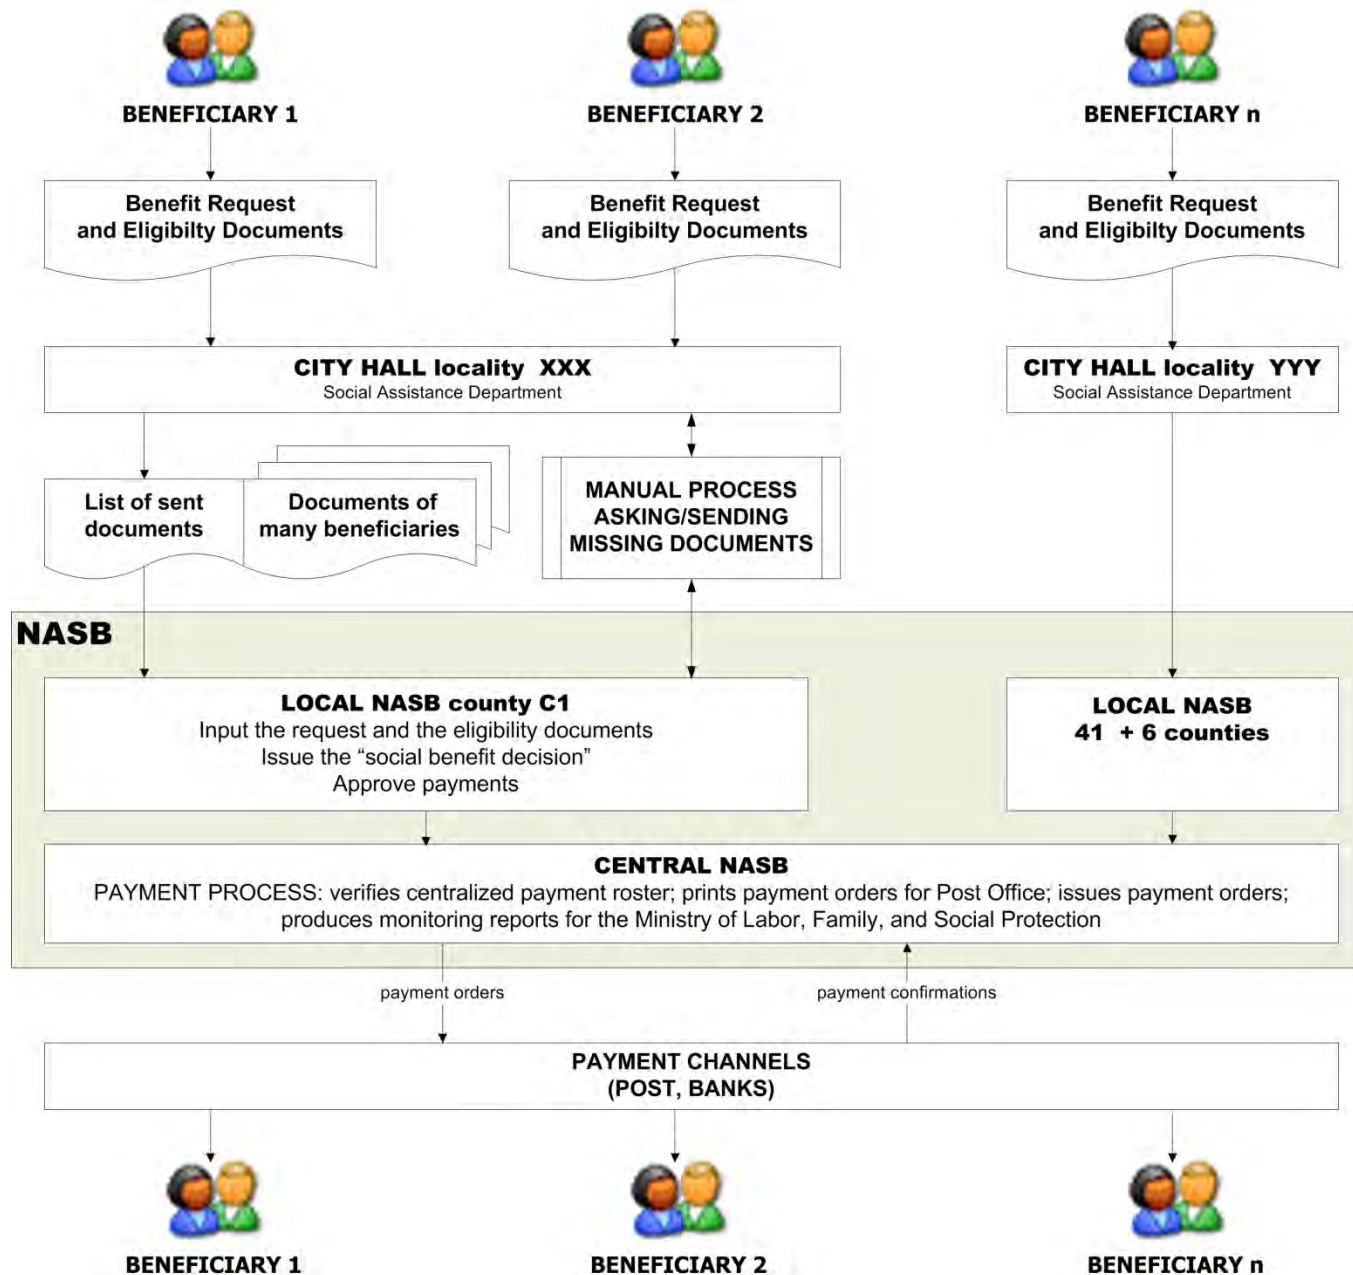 BENEFICIARY 1
BENEFICIARY 2
BENEFICIARY n
Benefit Request
and Eligibilty Documents
Benefit Request
and Eligibilty Documents
Benefit Request
and Eligibilty Documents
CITY HALL locality XXX
Social Assistance Department
CITY HALL locality YYY
Social Assistance Department
List of sent
documents
Documents of
many beneficiaries
MANUAL PROCESS
ASKING/SENDING
MISSING DOCUMENTS
NASB
LOCAL NASB county C1
Input the request and the eligibility documents
Issue the “social benefit decision”
Approve payments
LOCAL NASB
41 + 6 counties
CENTRAL NASB
PAYMENT PROCESS: verifies centralized payment roster; prints payment orders for Post Office; issues payment orders;
produces monitoring reports for the Ministry of Labor, Family, and Social Protection
payment orders
payment confirmations
PAYMENT CHANNELS
(POST, BANKS)
BENEFICIARY 1
BENEFICIARY 2
BENEFICIARY n